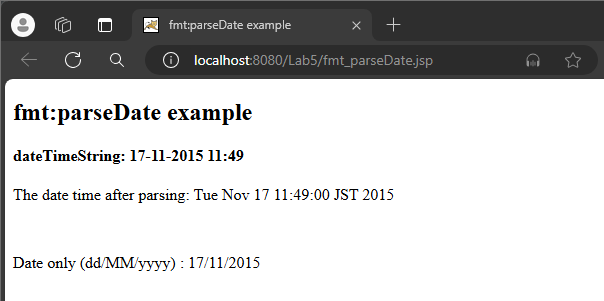 fmt:parseDate example
localhost:8080/Lab5/fmt_parseDate.jsp
fmt:parseDate example
dateTimeString: 17-11-2015 11:49
The date time after parsing: Tue Nov 17 11:49:00 JST 2015
Date only (dd/MM/yyyy) : 17/11/2015